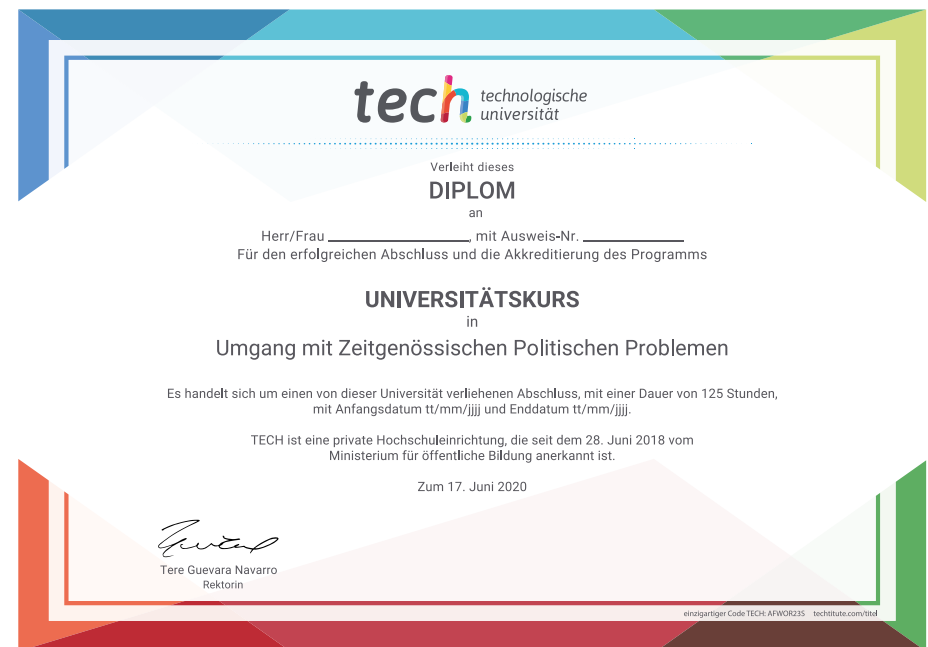 tech technologische
universität
Verleiht dieses
DIPLOM
an
Herr/Frau ____________________, mit Ausweis-Nr. ______________
Für den erfolgreichen Abschluss und die Akkreditierung des Programms
UNIVERSITÄTSKURS
in
Umgang mit Zeitgenössischen Politischen Problemen
Es handelt sich um einen von dieser Universität verliehenen Abschluss, mit einer Dauer von 125 Stunden,
mit Anfangsdatum tt/mm/jjjj und Enddatum tt/mm/jjjj.
TECH ist eine private Hochschuleinrichtung, die seit dem 28. Juni 2018 vom
Ministerium für öffentliche Bildung anerkannt ist.
Zum 17. Juni 2020
Tere Guevara Navarro
Rektorin
einzigartiger Code TECH: AFWOR23S techtitute.com/titel